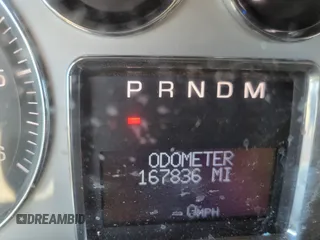 PRNDM
ODOMETER
167836 MI
0MPH
DREAMBID